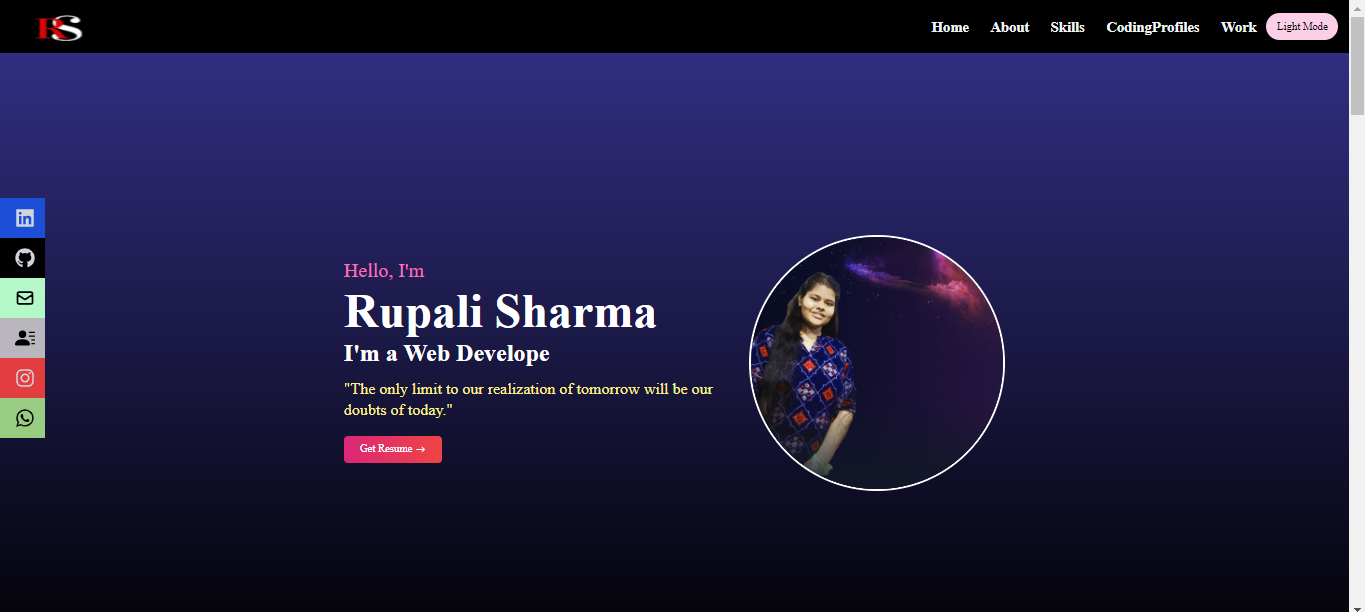 RS
Home About Skills CodingProfiles Work Light Mode
in
Hello, I'm
Rupali Sharma
I'm a Web Develope
"The only limit to our realization of tomorrow will be our
doubts of today."
Get Resume →